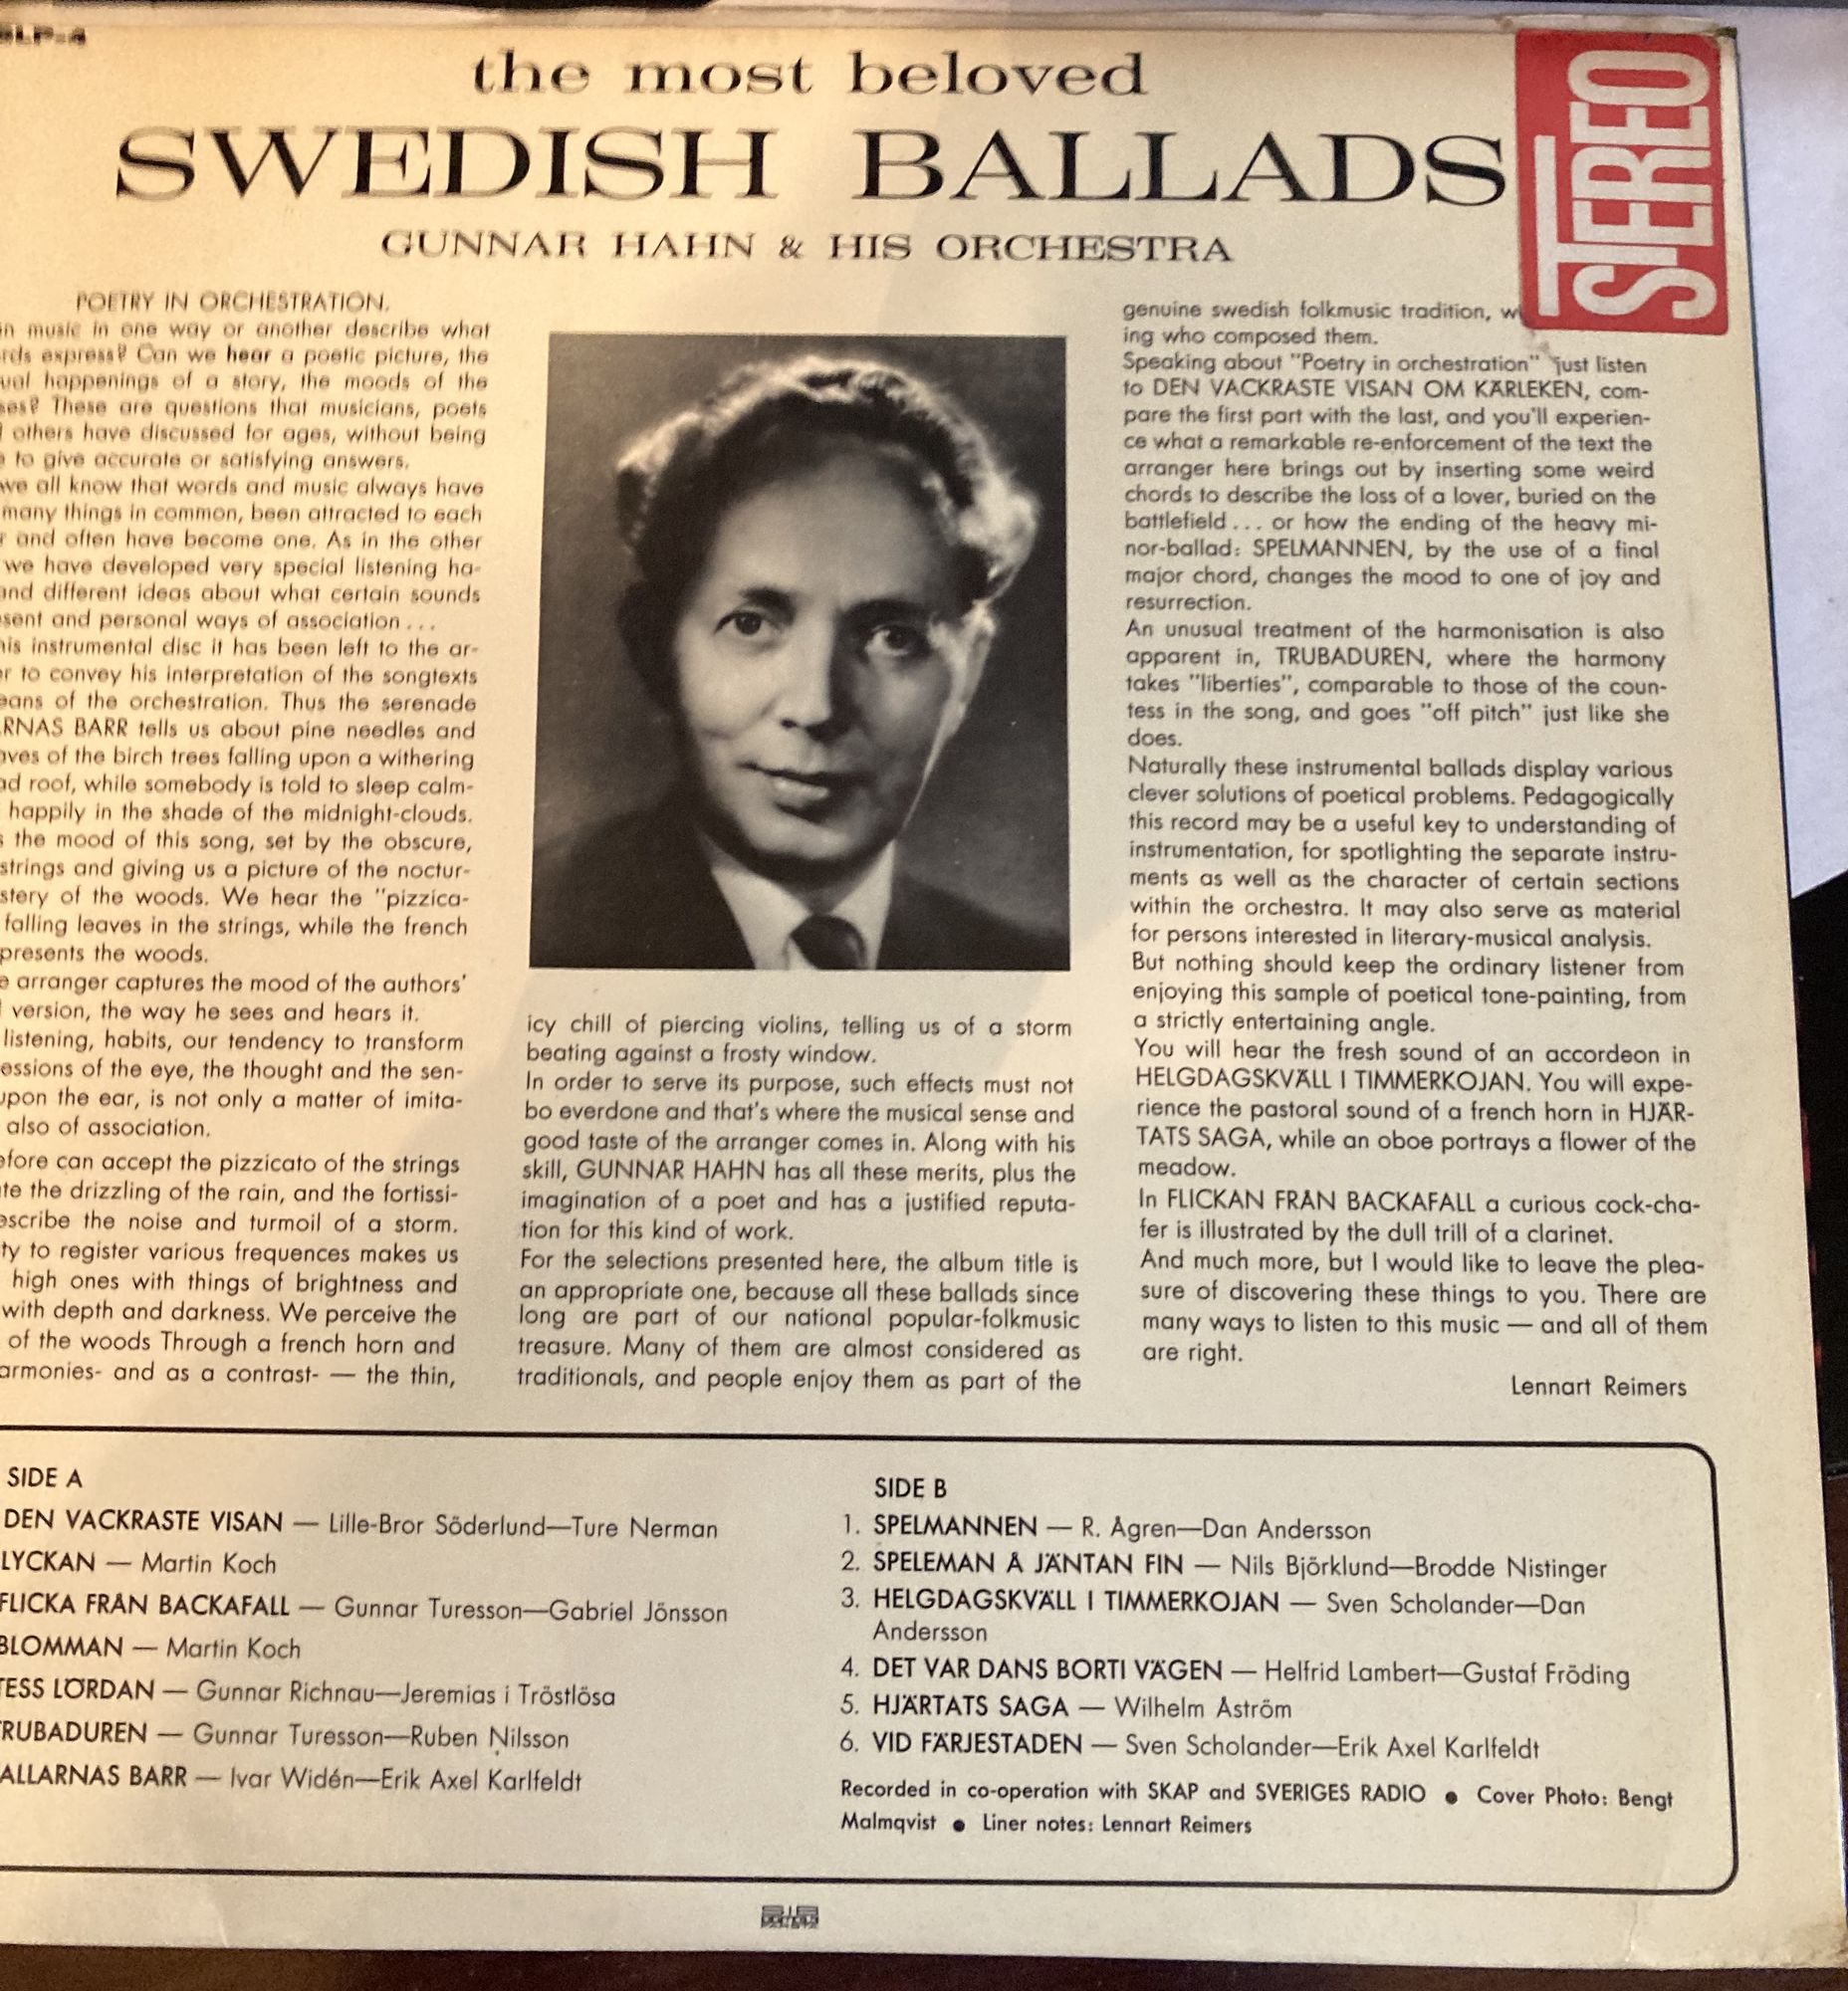 SLP-4
the most beloved
SWEDISH BALLADS
GUNNAR HAHN & HIS ORCHESTRA
STEREO
POETRY IN ORCHESTRATION.
music in one way or another describe what
express? Can we hear a poetic picture, the
happenings of a story, the moods of the
These are questions that musicians, poets
others have discussed for ages, without being
to give accurate or satisfying answers.
we all know that words and music always have
many things in common, been attracted to each
and often have become one. As in the other
we have developed very special listening ha-
and different ideas about what certain sounds
and personal ways of association...
instrumental disc it has been left to the ar-
to convey his interpretation of the songtexts
of the orchestration. Thus the serenade
BARR tells us about pine needles and
of the birch trees falling upon a withering
roof, while somebody is told to sleep calm-
happily in the shade of the midnight-clouds.
the mood of this song, set by the obscure,
strings and giving us a picture of the noctur-
of the woods. We hear the "pizzica-
falling leaves in the strings, while the french
presents the woods.
arranger captures the mood of the authors'
version, the way he sees and hears it.
listening, habits, our tendency to transform
of the eye, the thought and the sen-
upon the ear, is not only a matter of imita-
also of association.
can accept the pizzicato of the strings
the drizzling of the rain, and the fortissi-
the noise and turmoil of a storm.
to register various frequences makes us
high ones with things of brightness and
with depth and darkness. We perceive the
of the woods Through a french horn and
and as a contrast- — the thin,
icy chill of piercing violins, telling us of a storm
beating against a frosty window.
In order to serve its purpose, such effects must not
bo everdone and that's where the musical sense and
good taste of the arranger comes in. Along with his
skill, GUNNAR HAHN has all these merits, plus the
imagination of a poet and has a justified reputa-
tion for this kind of work.
For the selections presented here, the album title is
an appropriate one, because all these ballads since
long are part of our national popular-folkmusic
treasure. Many of them are almost considered as
traditionals, and people enjoy them as part of the
genuine swedish folkmusic tradition,
ing who composed them.
Speaking about "Poetry in orchestration" just listen
to DEN VACKRASTE VISAN OM KÄRLEKEN, com-
pare the first part with the last, and you'll experien-
ce what a remarkable re-enforcement of the text the
arranger here brings out by inserting some weird
chords to describe the loss of a lover, buried on the
battlefield... or how the ending of the heavy mi-
nor-ballad: SPELMANNEN, by the use of a final
major chord, changes the mood to one of joy and
resurrection.
An unusual treatment of the harmonisation is also
apparent in, TRUBADUREN, where the harmony
takes "liberties", comparable to those of the coun-
tess in the song, and goes "off pitch" just like she
does.
Naturally these instrumental ballads display various
clever solutions of poetical problems. Pedagogically
this record may be a useful key to understanding of
instrumentation, for spotlighting the separate instru-
ments as well as the character of certain sections
within the orchestra. It may also serve as material
for persons interested in literary-musical analysis.
But nothing should keep the ordinary listener from
enjoying this sample of poetical tone-painting, from
a strictly entertaining angle.
You will hear the fresh sound of an accordeon in
HELGDAGSKVÄLL I TIMMERKOJAN. You will expe-
rience the pastoral sound of a french horn in HJÄR-
TATS SAGA, while an oboe portrays a flower of the
meadow.
In FLICKAN FRÅN BACKAFALL a curious cock-cha-
fer is illustrated by the dull trill of a clarinet.
And much more, but I would like to leave the plea-
sure of discovering these things to you. There are
many ways to listen to this music — and all of them
are right.
Lennart Reimers
SIDE A
DEN VACKRASTE VISAN — Lille-Bror Söderlund—Ture Nerman
LYCKAN — Martin Koch
FLICKA FRÅN BACKAFALL — Gunnar Turesson—Gabriel Jönsson
BLOMMAN — Martin Koch
TESS LÖRDAN — Gunnar Richnau—Jeremias i Tröstlösa
TRUBADUREN — Gunnar Turesson—Ruben Nilsson
ALLARNAS BARR — Ivar Widén—Erik Axel Karlfeldt
SIDE B
1. SPELMANNEN — R. Ågren—Dan Andersson
2. SPELEMAN Å JÄNTAN FIN — Nils Björklund—Brodde Nistinger
3. HELGDAGSKVÄLL I TIMMERKOJAN — Sven Scholander—Dan
Andersson
4. DET VAR DANS BORTI VÄGEN — Helfrid Lambert—Gustaf Fröding
5. HJÄRTATS SAGA — Wilhelm Åström
6. VID FÄRJESTADEN — Sven Scholander—Erik Axel Karlfeldt
Recorded in co-operation with SKAP and SVERIGES RADIO ● Cover Photo: Bengt
Malmqvist ● Liner notes: Lennart Reimers